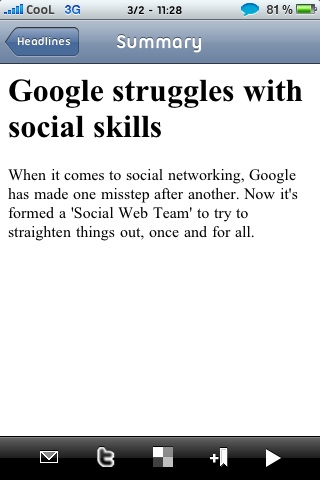 CooL 3G 3/2 - 11:28 81 %
Headlines Summary
Google struggles with
social skills
When it comes to social networking, Google
has made one misstep after another. Now it's
formed a 'Social Web Team' to try to
straighten things out, once and for all.